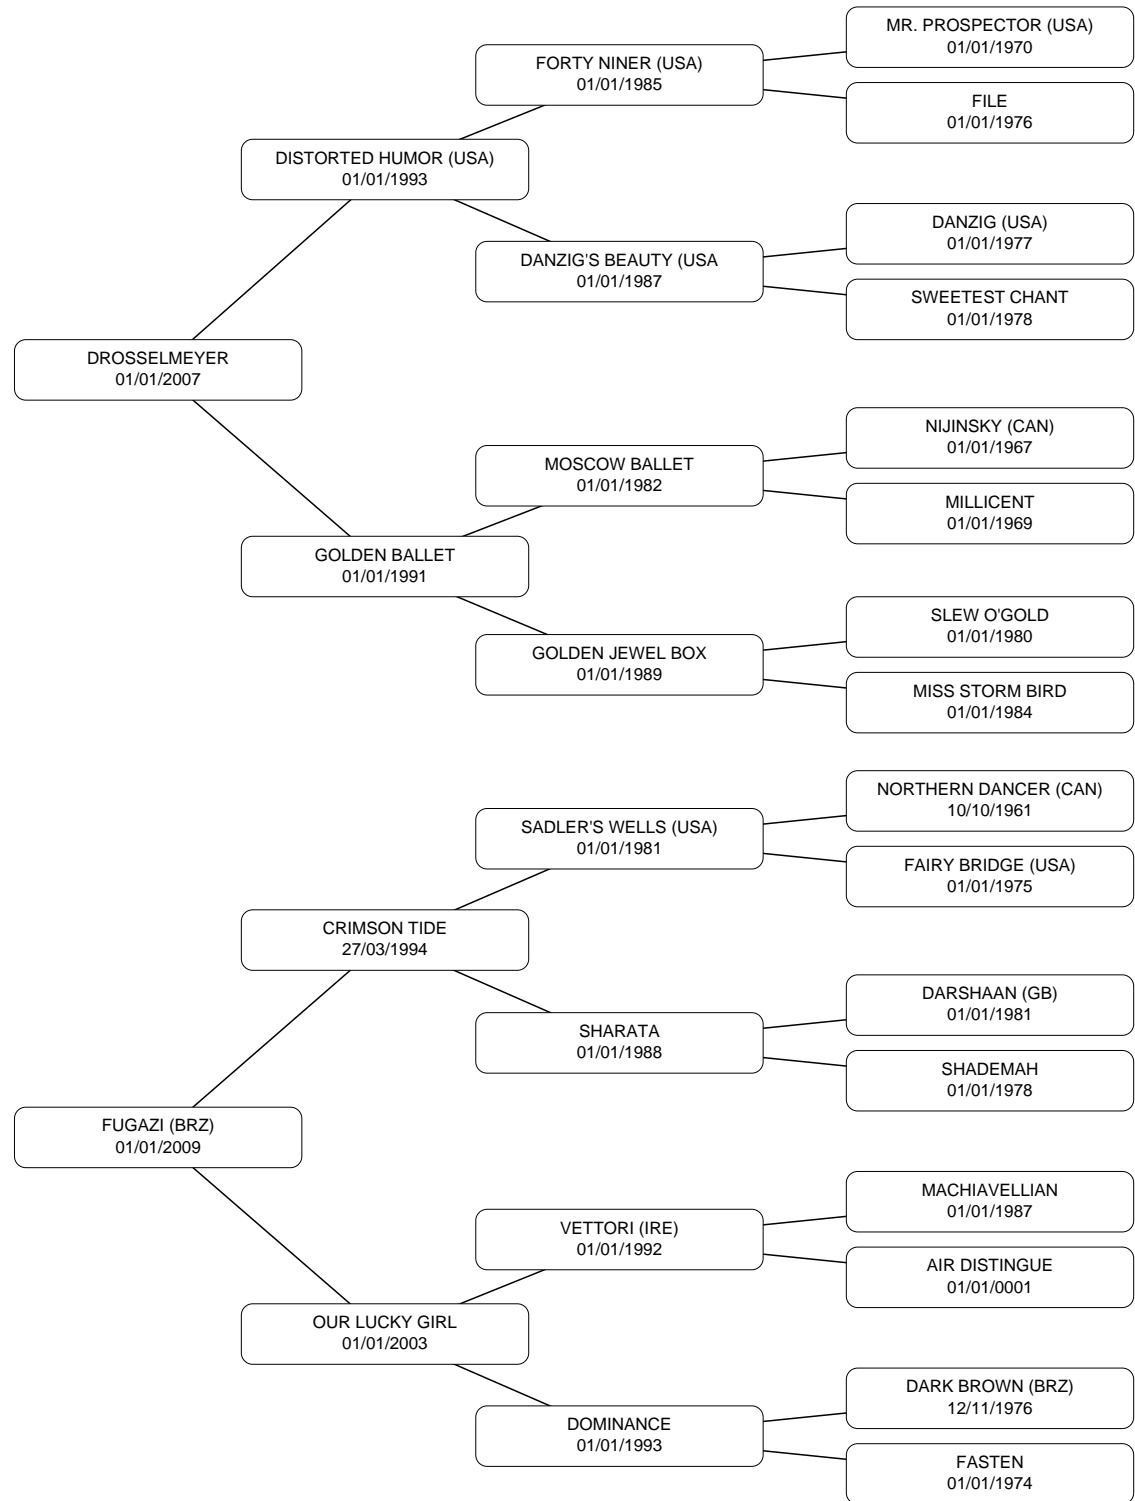 MR. PROSPECTOR (USA)
01/01/1970
FORTY NINER (USA)
01/01/1985
FILE
01/01/1976
DISTORTED HUMOR (USA)
01/01/1993
DANZIG (USA)
01/01/1977
DANZIG'S BEAUTY (USA
01/01/1987
SWEETEST CHANT
01/01/1978
DROSSELMEYER
01/01/2007
NIJINSKY (CAN)
01/01/1967
MOSCOW BALLET
01/01/1982
MILLICENT
01/01/1969
GOLDEN BALLET
01/01/1991
SLEW O'GOLD
01/01/1980
GOLDEN JEWEL BOX
01/01/1989
MISS STORM BIRD
01/01/1984
NORTHERN DANCER (CAN)
10/10/1961
SADLER'S WELLS (USA)
01/01/1981
FAIRY BRIDGE (USA)
01/01/1975
CRIMSON TIDE
27/03/1994
DARSHAAN (GB)
01/01/1981
SHARATA
01/01/1988
SHADEMAH
01/01/1978
FUGAZI (BRZ)
01/01/2009
MACHIAVELLIAN
01/01/1987
VETTORI (IRE)
01/01/1992
AIR DISTINGUE
01/01/0001
OUR LUCKY GIRL
01/01/2003
DARK BROWN (BRZ)
12/11/1976
DOMINANCE
01/01/1993
FASTEN
01/01/1974